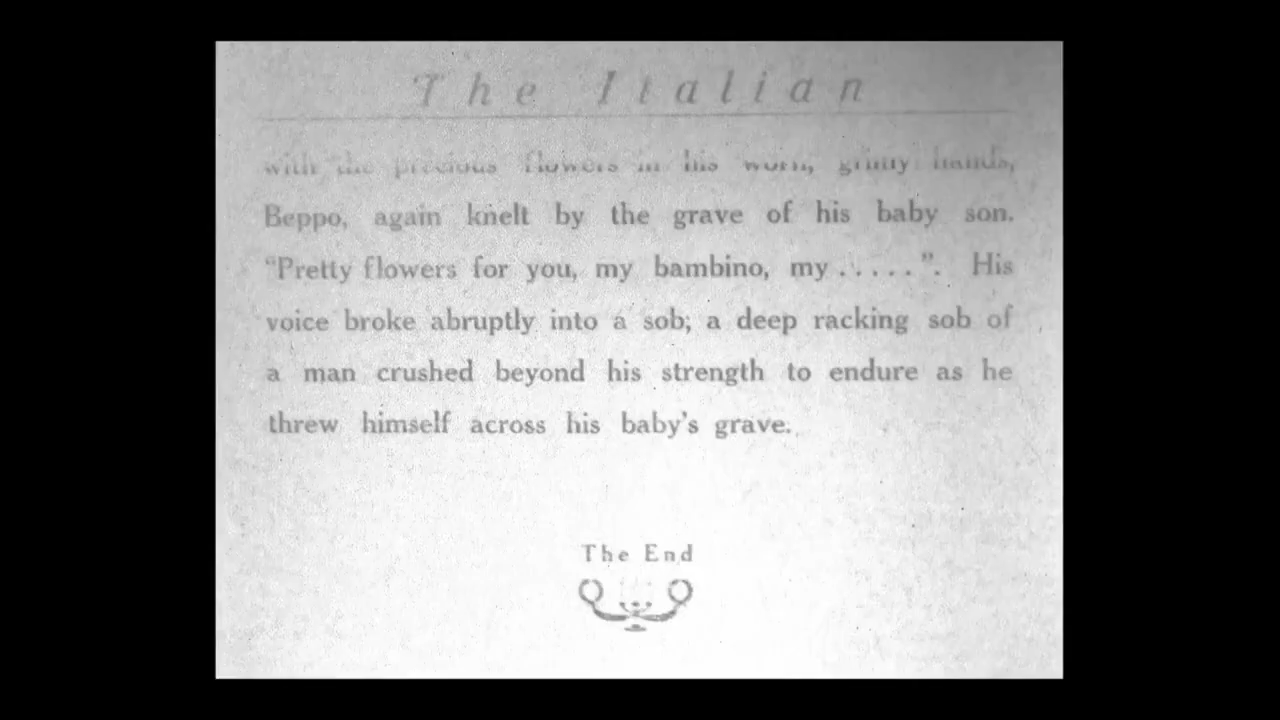 The Italian
with the precious flowers in his worn, grimy hands,
Beppo, again knelt by the grave of his baby son.
“Pretty flowers for you, my bambino, my . . . . . ”. His
voice broke abruptly into a sob; a deep racking sob of
a man crushed beyond his strength to endure as he
threw himself across his baby’s grave.
The End